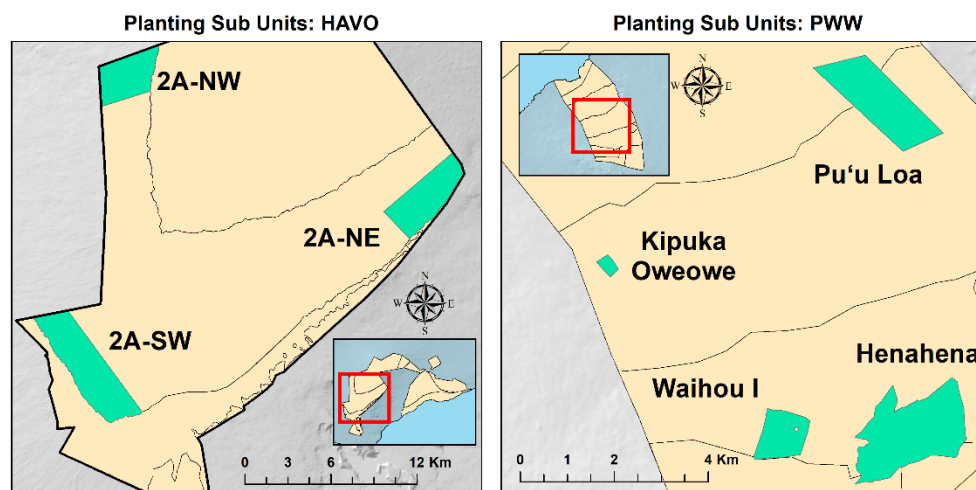 Planting Sub Units: HAVO
2A-NW
2A-NE
2A-SW
N
W E
S
0 3 6 12 Km
Planting Sub Units: PWW
N
W E
S
Pu‘u Loa
Kipuka
Oweowe
Henahena
Waihou I
0 1 2 4 Km